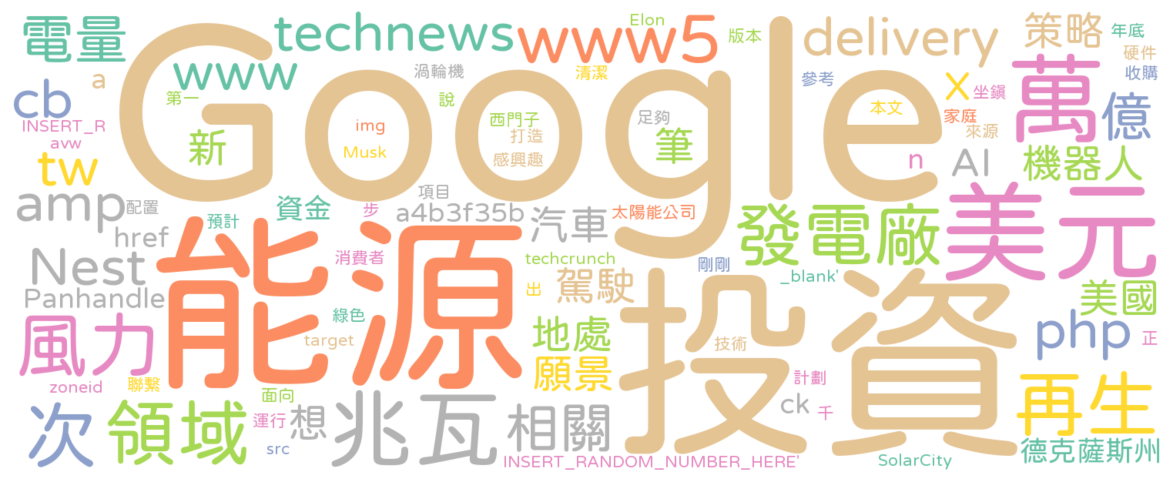 Google
能源
投資
美元
萬
億
電量
technews
www5
www
delivery
策略
年底
硬件
收購
版本
Elon
清潔
渦輪機
第一
說
a
cb
INSERT_R
avw
tw
amp
新
img
Musk
西門子
打造
感興趣
足夠
筆
參考
本文
X
坐鎮
家庭
來源
n
AI
機器人
配置
href
預計
資金
步
項目
a4b3f35b
汽車
太陽能公司
發電廠
Nest
Panhandle
消費者
techcrunch
剛剛
_blank'
美國
出
駕駛
綠色
target
風力
地處
願景
技術
php
正
zoneid
聯繫
面向
運行
src
次
領域
想
兆瓦
相關
計劃
ck
千
再生
INSERT_RANDOM_NUMBER_HERE'
SolarCity
德克薩斯州